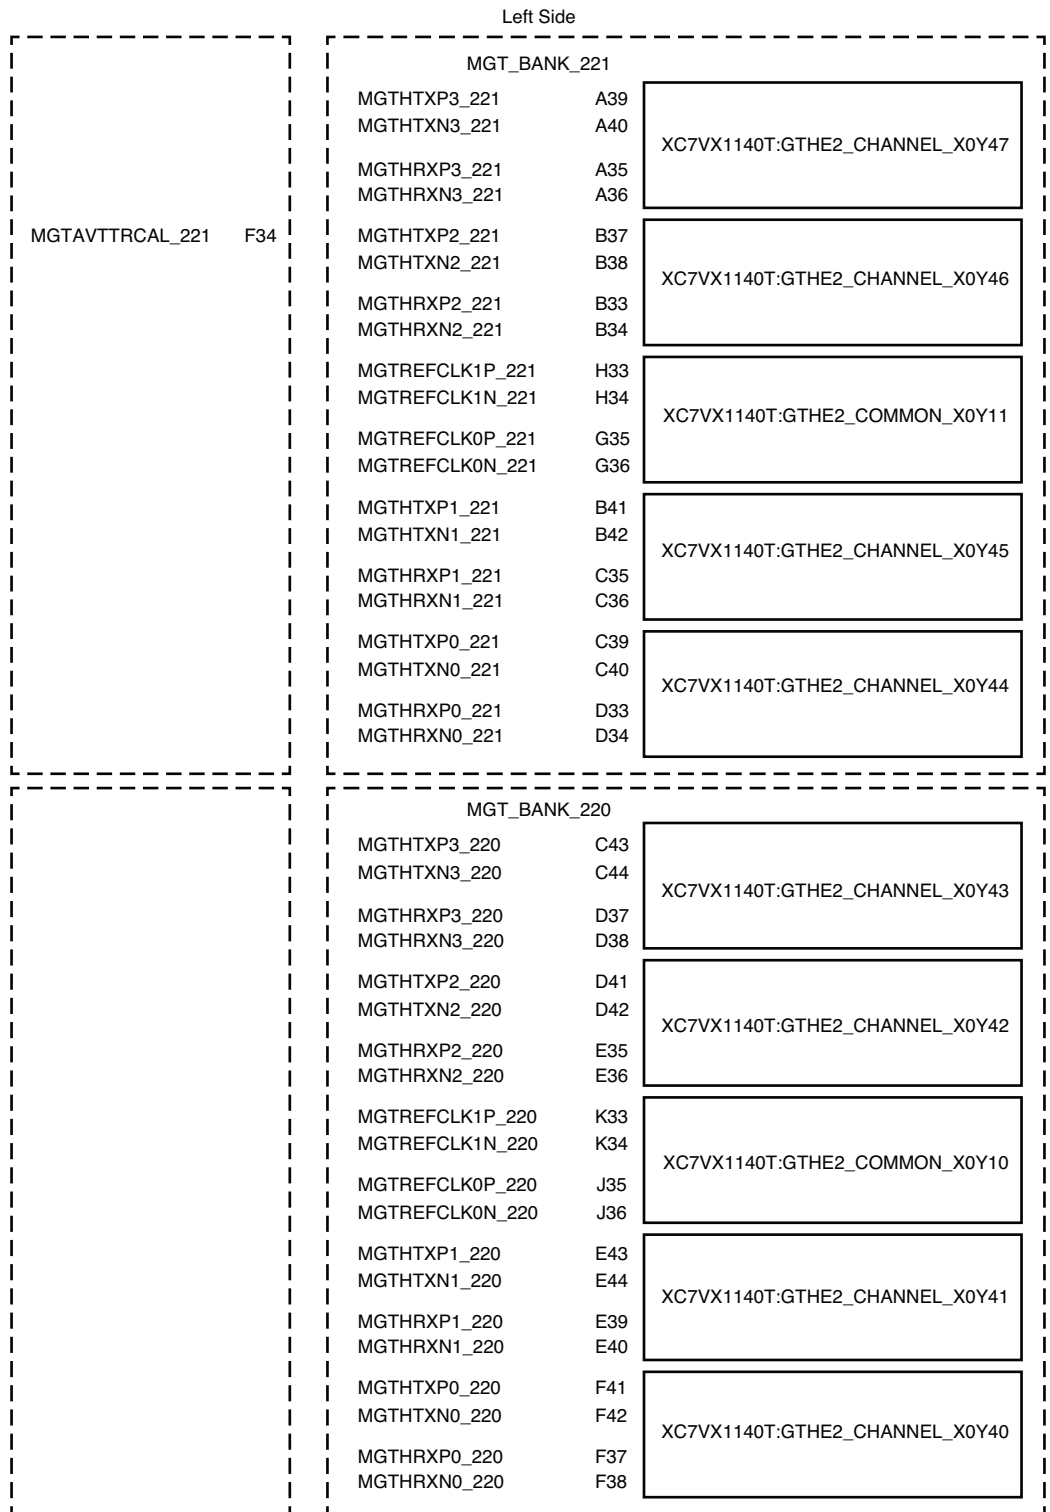 Left Side
MGT_BANK_221
MGTHTXP3_221 A39
MGTHTXN3_221 A40
XC7VX1140T:GTHE2_CHANNEL_X0Y47
MGTHRXP3_221 A35
MGTHRXN3_221 A36
MGTAVTTRCAL_221 F34
MGTHTXP2_221 B37
MGTHTXN2_221 B38
XC7VX1140T:GTHE2_CHANNEL_X0Y46
MGTHRXP2_221 B33
MGTHRXN2_221 B34
MGTREFCLK1P_221 H33
MGTREFCLK1N_221 H34
XC7VX1140T:GTHE2_COMMON_X0Y11
MGTREFCLK0P_221 G35
MGTREFCLK0N_221 G36
MGTHTXP1_221 B41
MGTHTXN1_221 B42
XC7VX1140T:GTHE2_CHANNEL_X0Y45
MGTHRXP1_221 C35
MGTHRXN1_221 C36
MGTHTXP0_221 C39
MGTHTXN0_221 C40
XC7VX1140T:GTHE2_CHANNEL_X0Y44
MGTHRXP0_221 D33
MGTHRXN0_221 D34
MGT_BANK_220
MGTHTXP3_220 C43
MGTHTXN3_220 C44
XC7VX1140T:GTHE2_CHANNEL_X0Y43
MGTHRXP3_220 D37
MGTHRXN3_220 D38
MGTHTXP2_220 D41
MGTHTXN2_220 D42
XC7VX1140T:GTHE2_CHANNEL_X0Y42
MGTHRXP2_220 E35
MGTHRXN2_220 E36
MGTREFCLK1P_220 K33
MGTREFCLK1N_220 K34
XC7VX1140T:GTHE2_COMMON_X0Y10
MGTREFCLK0P_220 J35
MGTREFCLK0N_220 J36
MGTHTXP1_220 E43
MGTHTXN1_220 E44
XC7VX1140T:GTHE2_CHANNEL_X0Y41
MGTHRXP1_220 E39
MGTHRXN1_220 E40
MGTHTXP0_220 F41
MGTHTXN0_220 F42
XC7VX1140T:GTHE2_CHANNEL_X0Y40
MGTHRXP0_220 F37
MGTHRXN0_220 F38